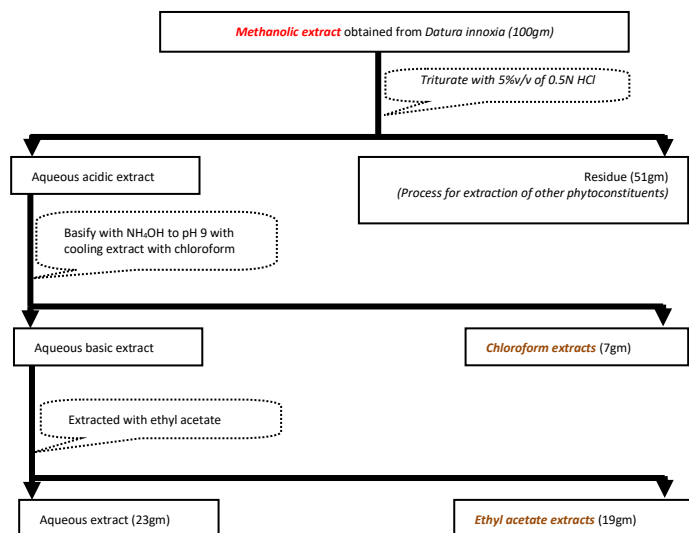 Methanolic extract obtained from Datura innoxia (100gm)
Triturate with 5%v/v of 0.5N HCl
Aqueous acidic extract
Residue (51gm)
(Process for extraction of other phytoconstituents)
Basify with NH₄OH to pH 9 with
cooling extract with chloroform
Aqueous basic extract
Chloroform extracts (7gm)
Extracted with ethyl acetate
Aqueous extract (23gm)
Ethyl acetate extracts (19gm)